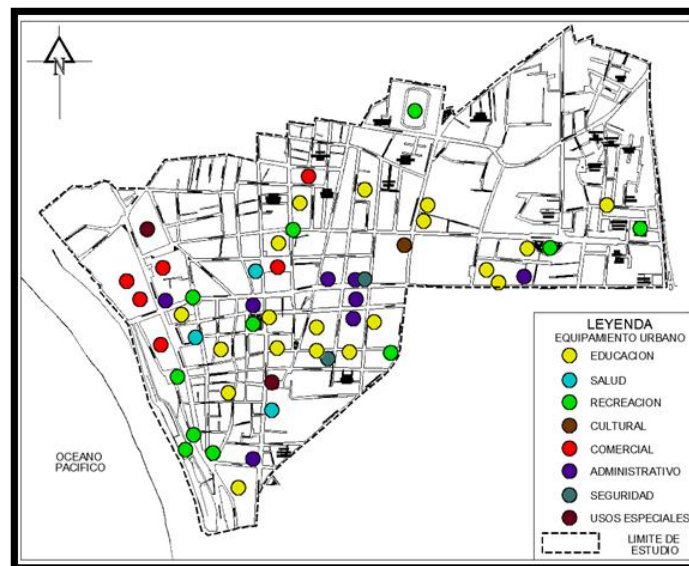 N
OCEANO
PACIFICO
LEYENDA
EQUIPAMIENTO URBANO
EDUCACION
SALUD
RECREACION
CULTURAL
COMERCIAL
ADMINISTRATIVO
SEGURIDAD
USOS ESPECIALES
LIMITE DE
ESTUDIO